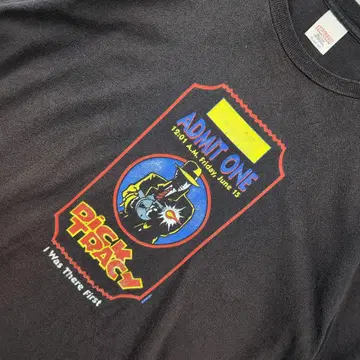 ADMIT ONE
12:01 A.M. Friday, June 15
DICK
TRACY
I Was There First